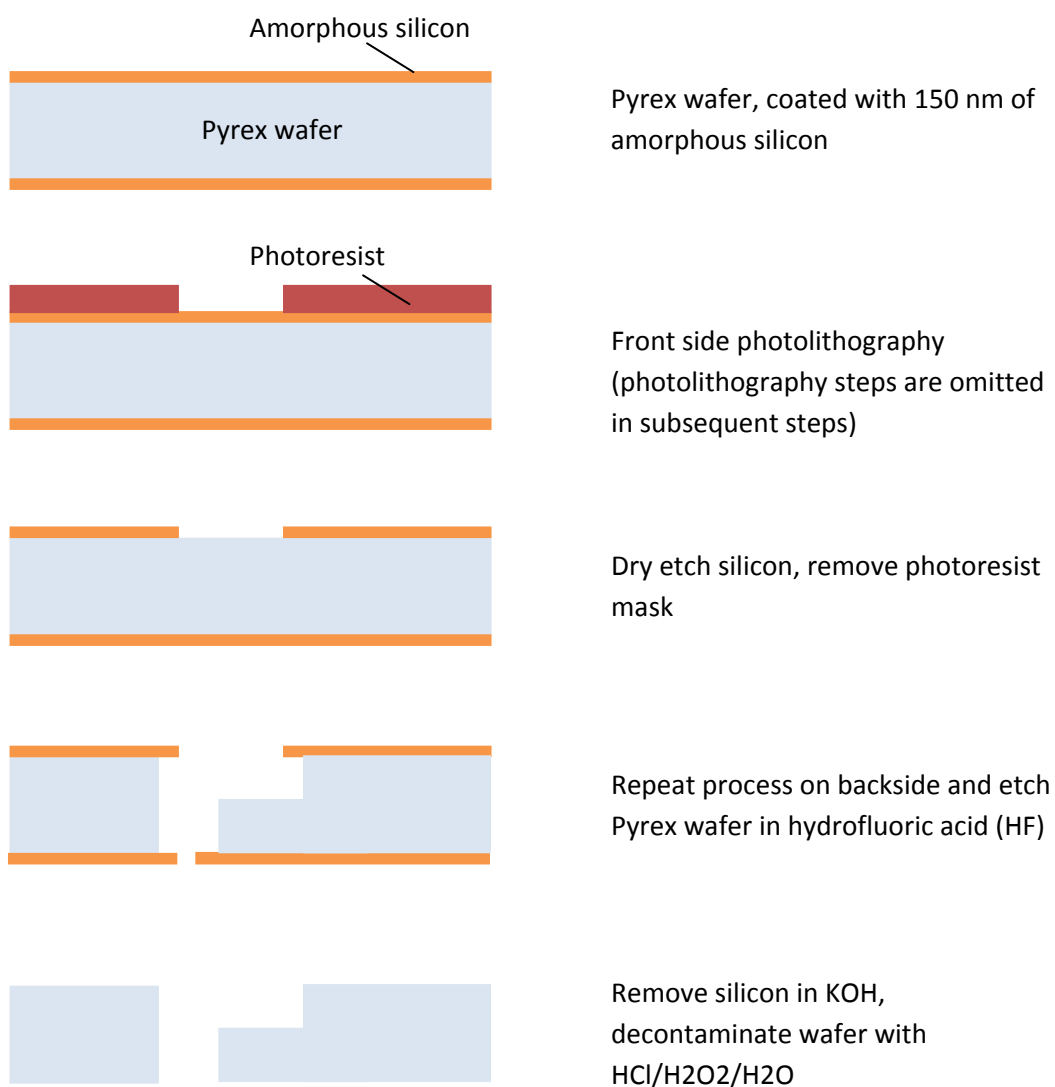 Amorphous silicon
Pyrex wafer
Pyrex wafer, coated with 150 nm of
amorphous silicon
Photoresist
Front side photolithography
(photolithography steps are omitted
in subsequent steps)
Dry etch silicon, remove photoresist
mask
Repeat process on backside and etch
Pyrex wafer in hydrofluoric acid (HF)
Remove silicon in KOH,
decontaminate wafer with
HCl/H2O2/H2O